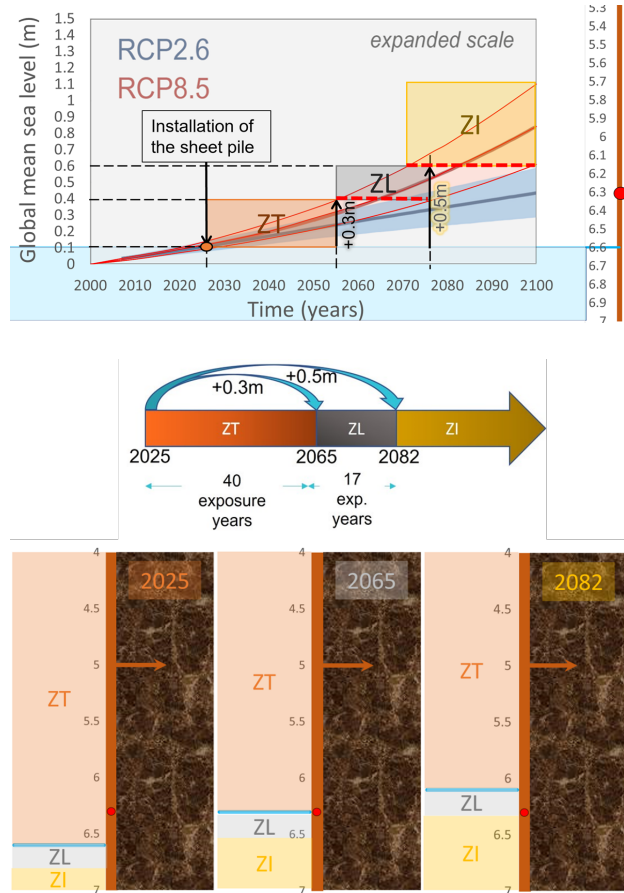 1.5
1.4
1.3
1.2
1.1
1
0.9
0.8
0.7
0.6
0.5
0.4
0.3
0.2
0.1
0
Global mean sea level (m)
RCP2.6
RCP8.5
expanded scale
Installation of
the sheet pile
ZT
ZL
ZI
+0.3m
+0.5m
2000 2010 2020 2030 2040 2050 2060 2070 2080 2090 2100
Time (years)
5.3
5.4
5.5
5.6
5.7
5.8
5.9
6
6.1
6.2
6.3
6.4
6.5
6.6
6.7
6.8
6.9
7
+0.5m
+0.3m
ZT ZL ZI
2025 2065 2082
40
exposure
years
17
exp.
years
4
4.5
5
5.5
6
6.5
7
2025
ZT
ZL
ZI
4
4.5
5
5.5
6
6.5
7
2065
ZT
ZL
ZI
4
4.5
5
5.5
6
6.5
7
2082
ZT
ZL
ZI